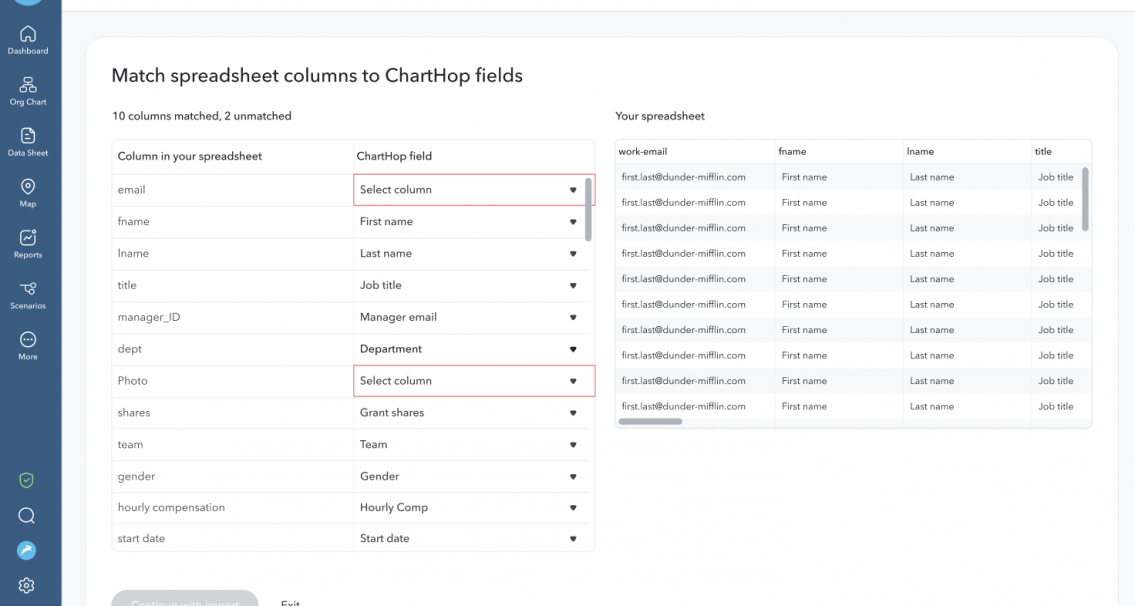 Dashboard
Org Chart
Data Sheet
Map
Reports
Scenarios
More
Match spreadsheet columns to ChartHop fields
10 columns matched, 2 unmatched
Column in your spreadsheet ChartHop field
email Select column
fname First name
lname Last name
title Job title
manager_ID Manager email
dept Department
Photo Select column
shares Grant shares
team Team
gender Gender
hourly compensation Hourly Comp
start date Start date
Continue with import Exit
Your spreadsheet
work-email fname lname title
first.last@dunder-mifflin.com First name Last name Job title
first.last@dunder-mifflin.com First name Last name Job title
first.last@dunder-mifflin.com First name Last name Job title
first.last@dunder-mifflin.com First name Last name Job title
first.last@dunder-mifflin.com First name Last name Job title
first.last@dunder-mifflin.com First name Last name Job title
first.last@dunder-mifflin.com First name Last name Job title
first.last@dunder-mifflin.com First name Last name Job title
first.last@dunder-mifflin.com First name Last name Job title
first.last@dunder-mifflin.com First name Last name Job title